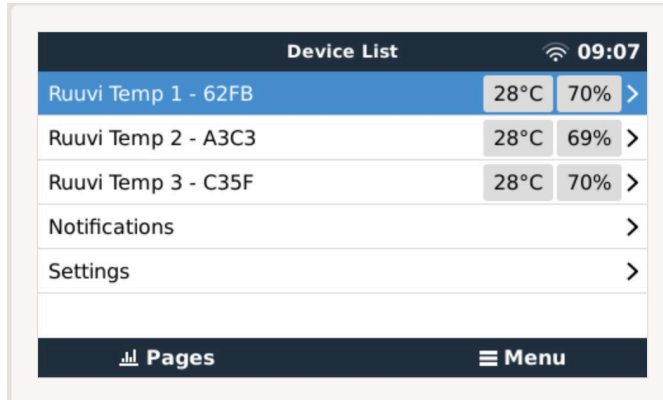 Device List 09:07
Ruuvi Temp 1 - 62FB 28°C 70%
Ruuvi Temp 2 - A3C3 28°C 69%
Ruuvi Temp 3 - C35F 28°C 70%
Notifications
Settings
Pages Menu